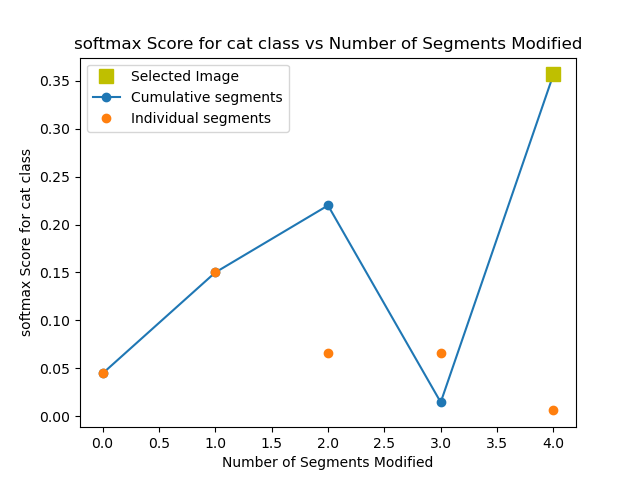 softmax Score for cat class vs Number of Segments Modified
Selected Image
Cumulative segments
Individual segments
softmax Score for cat class
0.35
0.30
0.25
0.20
0.15
0.10
0.05
0.00
0.0 0.5 1.0 1.5 2.0 2.5 3.0 3.5 4.0
Number of Segments Modified